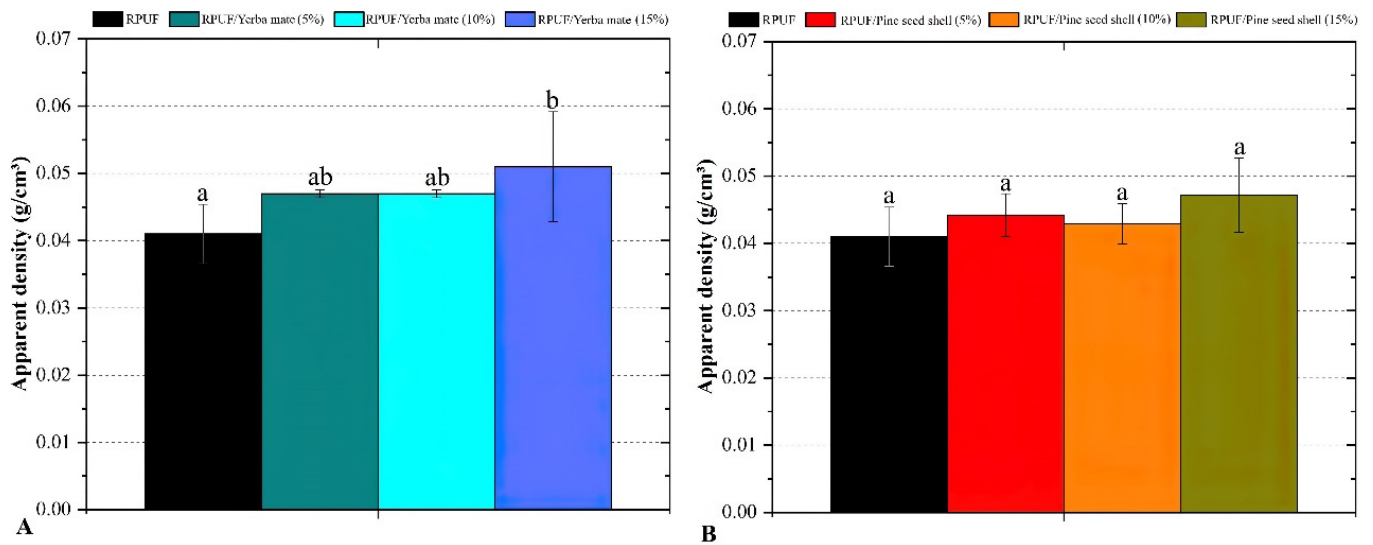 RPUF RPUF/Yerba mate (5%) RPUF/Yerba mate (10%) RPUF/Yerba mate (15%)
0.07
0.06
0.05
0.04
0.03
0.02
0.01
0.00
Apparent density (g/cm³)
a
ab
ab
b
A
RPUF RPUF/Pine seed shell (5%) RPUF/Pine seed shell (10%) RPUF/Pine seed shell (15%)
0.07
0.06
0.05
0.04
0.03
0.02
0.01
0.00
Apparent density (g/cm³)
a
a
a
a
B